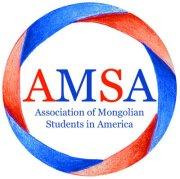 AMSA
Association of Mongolian
Students in America